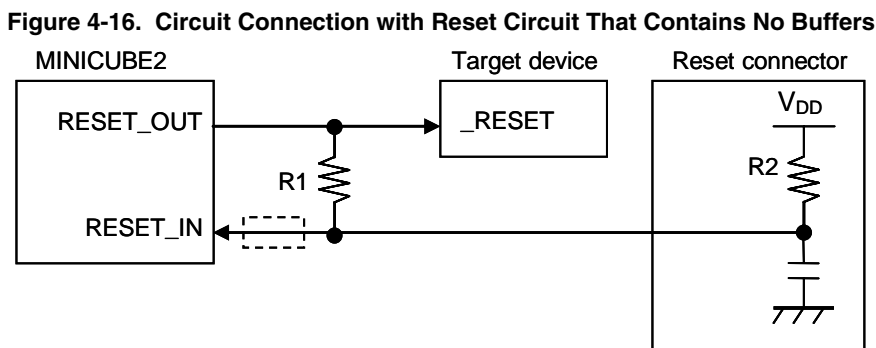 Figure 4-16. Circuit Connection with Reset Circuit That Contains No Buffers
MINICUBE2
Target device
Reset connector
RESET_OUT
_RESET
VDD
R1
R2
RESET_IN